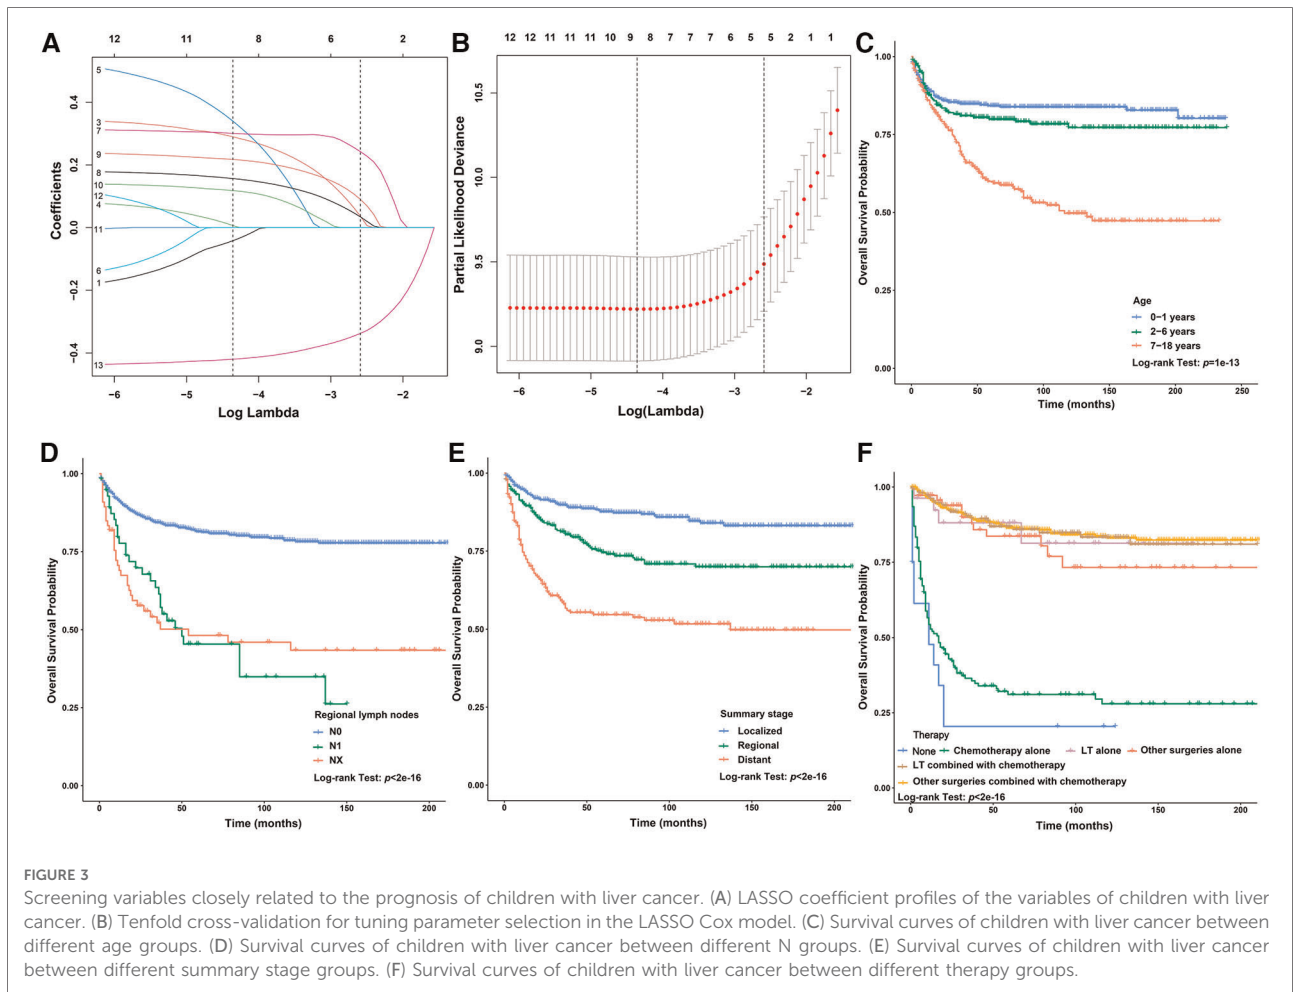 A
12 11 8 6 2
5
3
7
9
8
10
12
4
11
6
1
13
0.4
0.2
0.0
−0.2
−0.4
Coefficients
−6 −5 −4 −3 −2
Log Lambda
B
12 12 11 11 11 10 9 8 7 7 7 6 5 5 2 1 1
10.5
10.0
9.5
9.0
Partial Likelihood Deviance
−6 −5 −4 −3 −2
Log(Lambda)
C
1.00
0.75
0.50
0.25
0.00
Overall Survival Probability
Age
0−1 years
2−6 years
7−18 years
Log-rank Test: p=1e-13
0 50 100 150 200 250
Time (months)
D
1.00
0.75
0.50
0.25
0.00
Overall Survival Probability
Regional lymph nodes
N0
N1
NX
Log-rank Test: p<2e-16
0 50 100 150 200
Time (months)
E
1.00
0.75
0.50
0.25
0.00
Overall Survival Probability
Summary stage
Localized
Regional
Distant
Log-rank Test: p<2e-16
0 50 100 150 200
Time (months)
F
1.00
0.75
0.50
0.25
0.00
Overall Survival Probability
Therapy
None Chemotherapy alone LT alone Other surgeries alone
LT combined with chemotherapy
Other surgeries combined with chemotherapy
Log-rank Test: p<2e-16
0 50 100 150 200
Time (months)
FIGURE 3
Screening variables closely related to the prognosis of children with liver cancer. (A) LASSO coefficient profiles of the variables of children with liver
cancer. (B) Tenfold cross-validation for tuning parameter selection in the LASSO Cox model. (C) Survival curves of children with liver cancer between
different age groups. (D) Survival curves of children with liver cancer between different N groups. (E) Survival curves of children with liver cancer
between different summary stage groups. (F) Survival curves of children with liver cancer between different therapy groups.